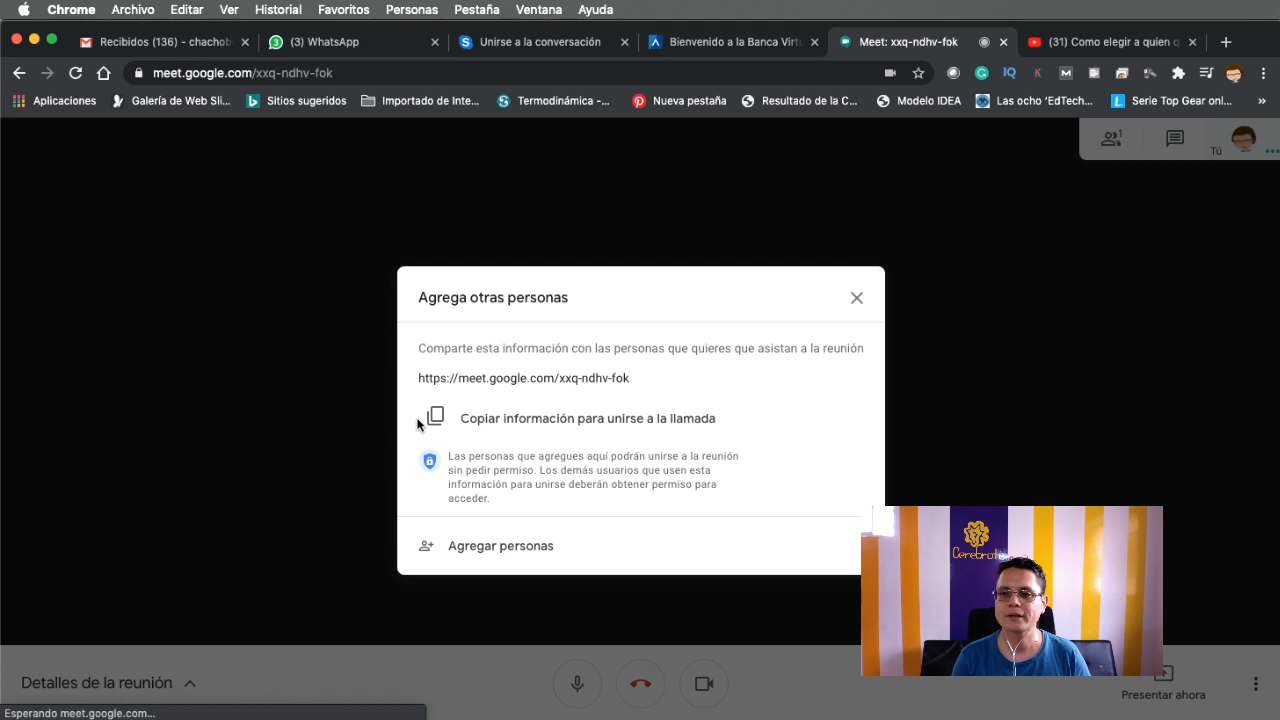 Chrome Archivo Editar Ver Historial Favoritos Personas Pestaña Ventana Ayuda
Recibidos (136) - chachob
(3) WhatsApp
Unirse a la conversación
Bienvenido a la Banca Virtu
Meet: xxq-ndhv-fok
(31) Como elegir a quien q
meet.google.com/xxq-ndhv-fok
Aplicaciones
Galería de Web Sli...
Sitios sugeridos
Importado de Inte...
Termodinámica -...
Nueva pestaña
Resultado de la C...
Modelo IDEA
Las ocho ‘EdTech...
Serie Top Gear onl...
1
Tú
Agrega otras personas
Comparte esta información con las personas que quieres que asistan a la reunión
https://meet.google.com/xxq-ndhv-fok
Copiar información para unirse a la llamada
Las personas que agregues aquí podrán unirse a la reunión
sin pedir permiso. Los demás usuarios que usen esta
información para unirse deberán obtener permiso para
acceder.
Agregar personas
Detalles de la reunión
Presentar ahora
Esperando meet.google.com...